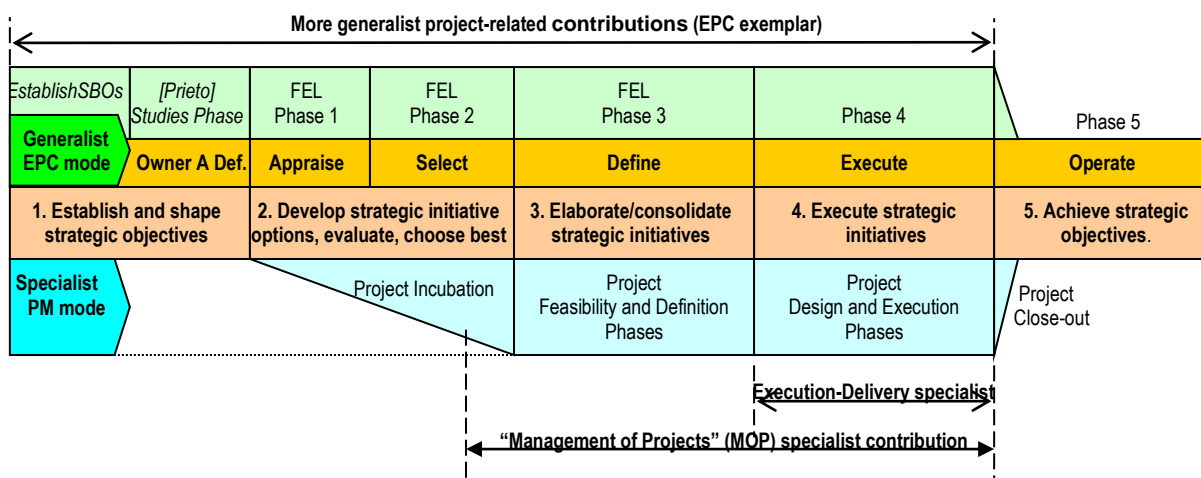 More generalist project-related contributions (EPC exemplar)
EstablishSBOs
[Prieto]
Studies Phase
FEL
Phase 1
FEL
Phase 2
FEL
Phase 3
Phase 4
Phase 5
Generalist
EPC mode
Owner A Def.
Appraise
Select
Define
Execute
Operate
1. Establish and shape
strategic objectives
2. Develop strategic initiative
options, evaluate, choose best
3. Elaborate/consolidate
strategic initiatives
4. Execute strategic
initiatives
5. Achieve strategic
objectives.
Specialist
PM mode
Project Incubation
Project
Feasibility and Definition
Phases
Project
Design and Execution
Phases
Project
Close-out
Execution-Delivery specialist
“Management of Projects” (MOP) specialist contribution